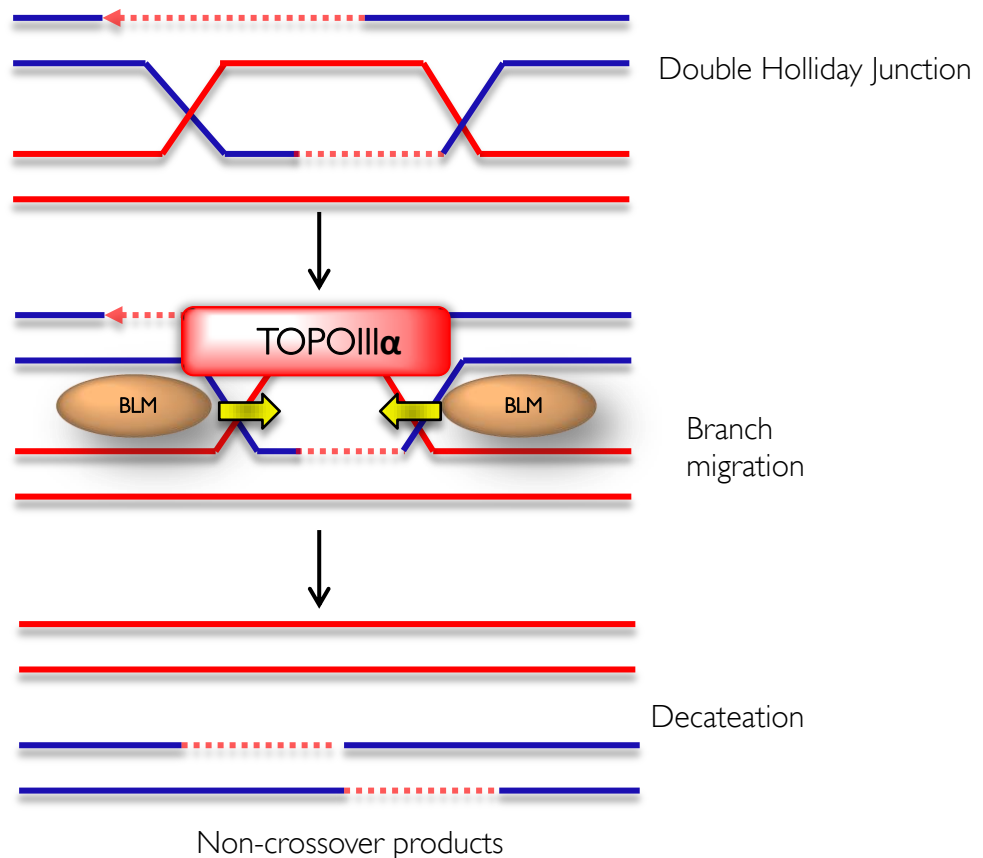 Double Holliday Junction
TOPOIIIα
BLM
BLM
Branch
migration
Decateation
Non-crossover products